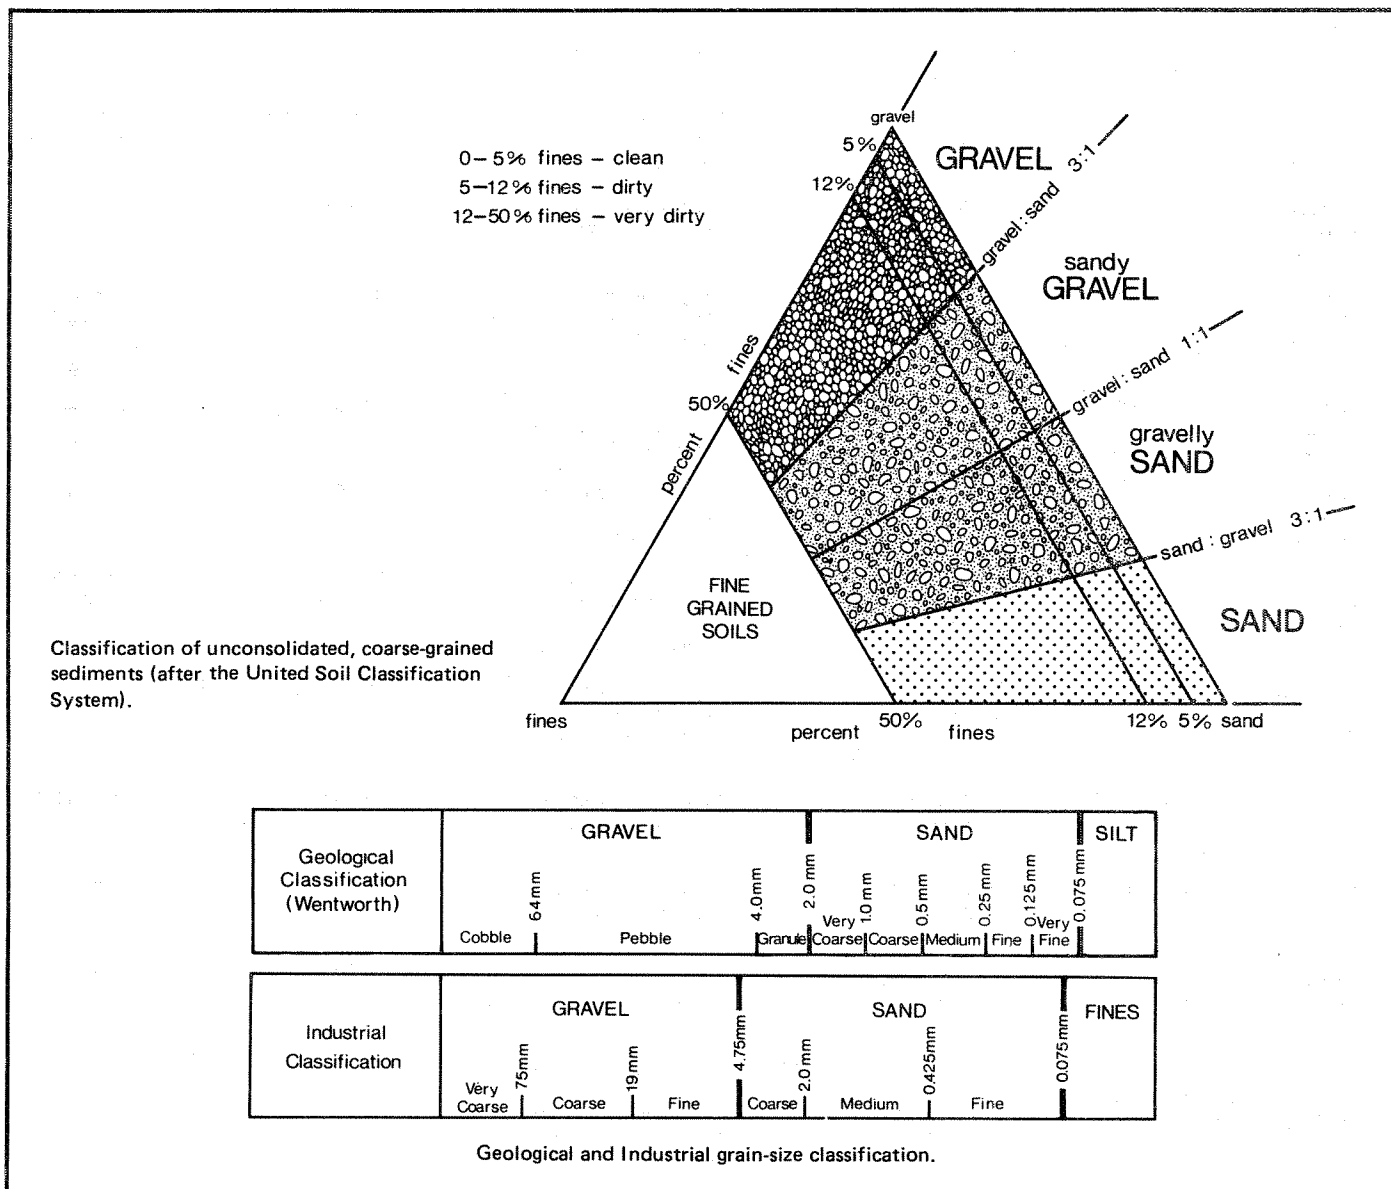 gravel
5%
GRAVEL
0–5% fines – clean
5–12% fines – dirty
12–50% fines – very dirty
12%
gravel:sand 3:1
sandy
GRAVEL
fines
50%
percent
gravel: sand 1:1
gravelly
SAND
sand : gravel 3:1
FINE
GRAINED
SOILS
SAND
Classification of unconsolidated, coarse-grained
sediments (after the United Soil Classification
System).
fines
percent
50%
fines
12%
5%
sand
Geological
Classification
(Wentworth)
GRAVEL
SAND
SILT
64mm
4.0mm
2.0 mm
1.0 mm
0.5 mm
0.25 mm
0.125 mm
0.075 mm
Cobble
Pebble
Granule
Very
Coarse
Coarse
Medium
Fine
Very
Fine
Industrial
Classification
GRAVEL
SAND
FINES
75mm
19mm
4.75mm
2.0 mm
0.425mm
0.075 mm
Very
Coarse
Coarse
Fine
Coarse
Medium
Fine
Geological and Industrial grain-size classification.